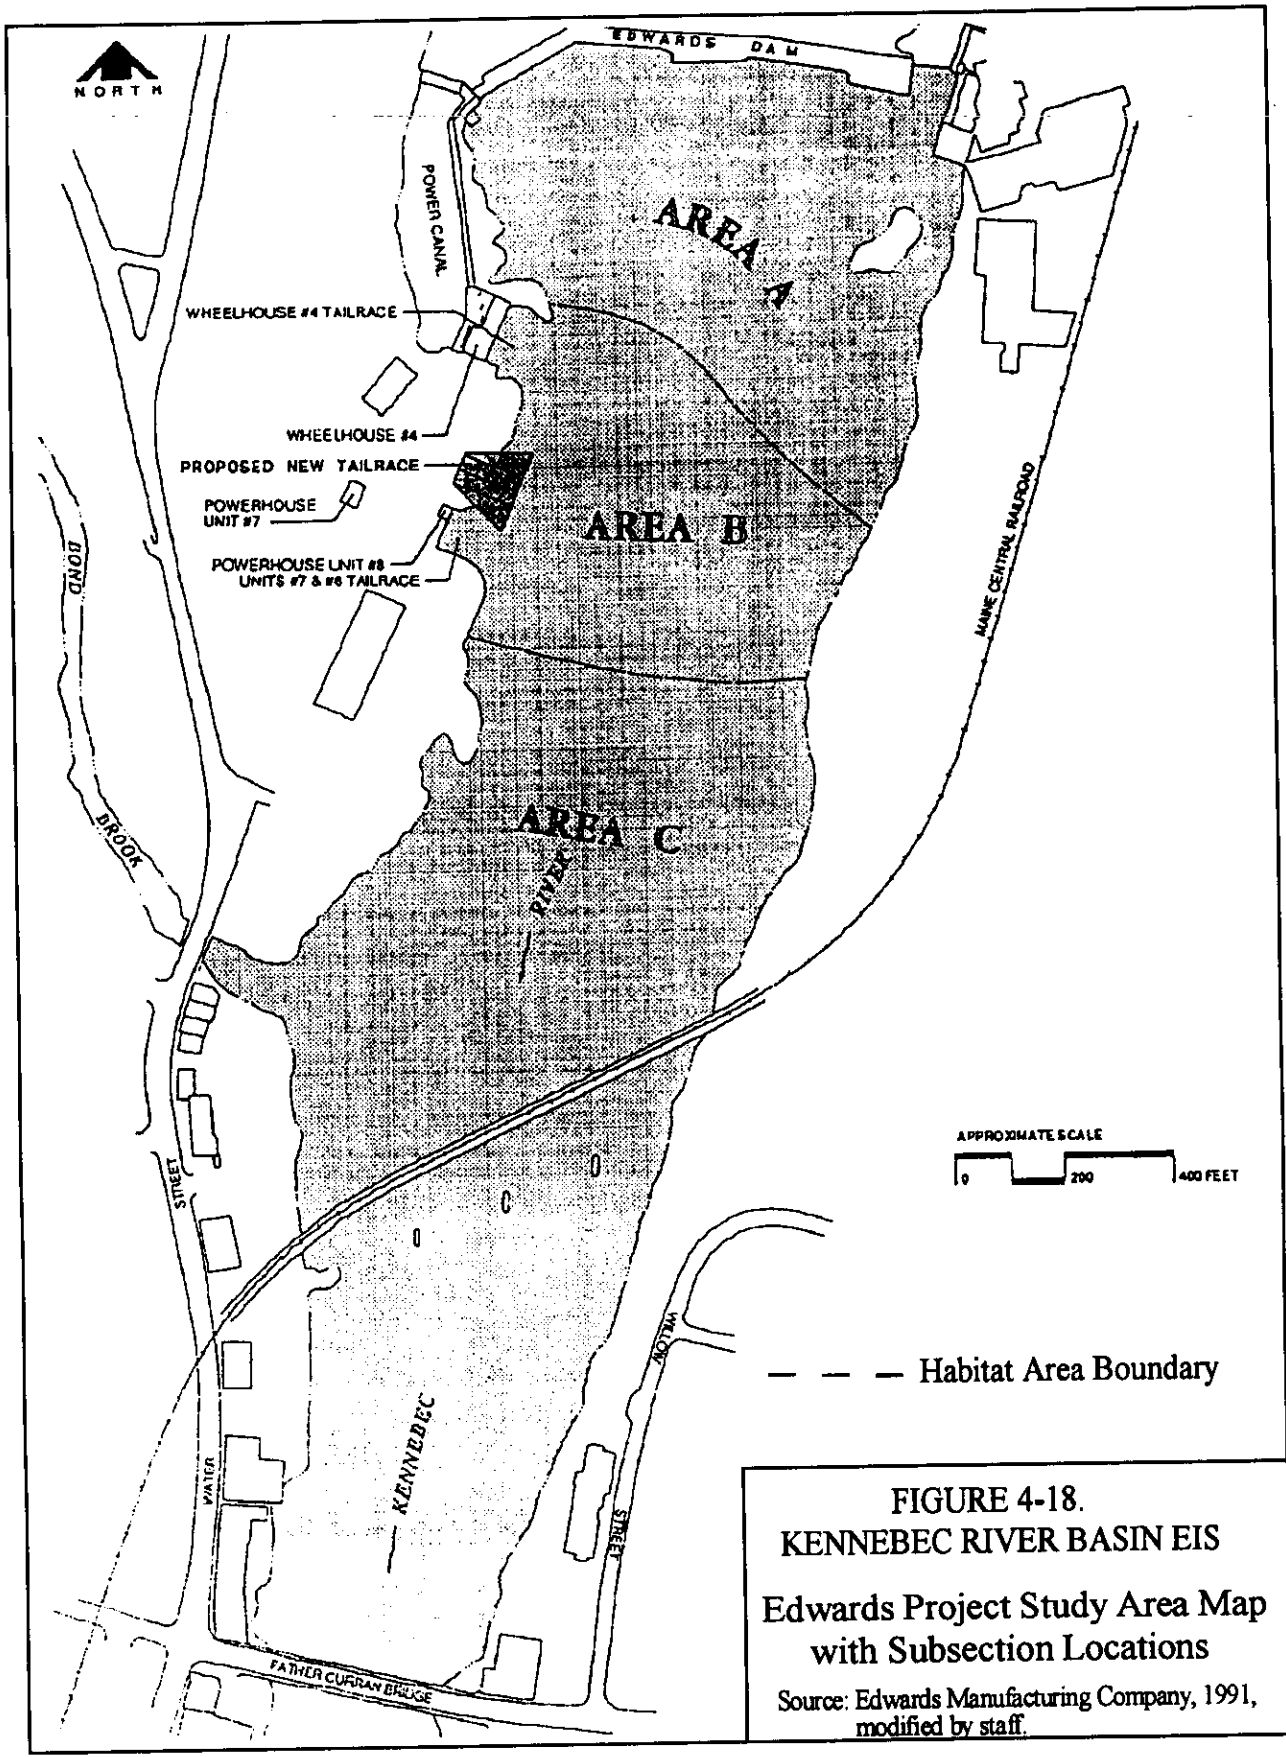 EDWARDS DAM
NORTH
POWER CANAL
AREA A
WHEELHOUSE #4 TAILRACE
WHEELHOUSE #4
PROPOSED NEW TAILRACE
POWERHOUSE
UNIT #7
AREA B
POWERHOUSE UNIT #8
UNITS #7 & #8 TAILRACE
MAINE CENTRAL RAILROAD
BOND
BROOK
AREA C
RIVER
APPROXIMATE SCALE
0 200 400 FEET
STREET
WILLOW
Habitat Area Boundary
KENNEBEC
WATER
STREET
FATHER CURRAN BRIDGE
FIGURE 4-18.
KENNEBEC RIVER BASIN EIS
Edwards Project Study Area Map
with Subsection Locations
Source: Edwards Manufacturing Company, 1991,
modified by staff.